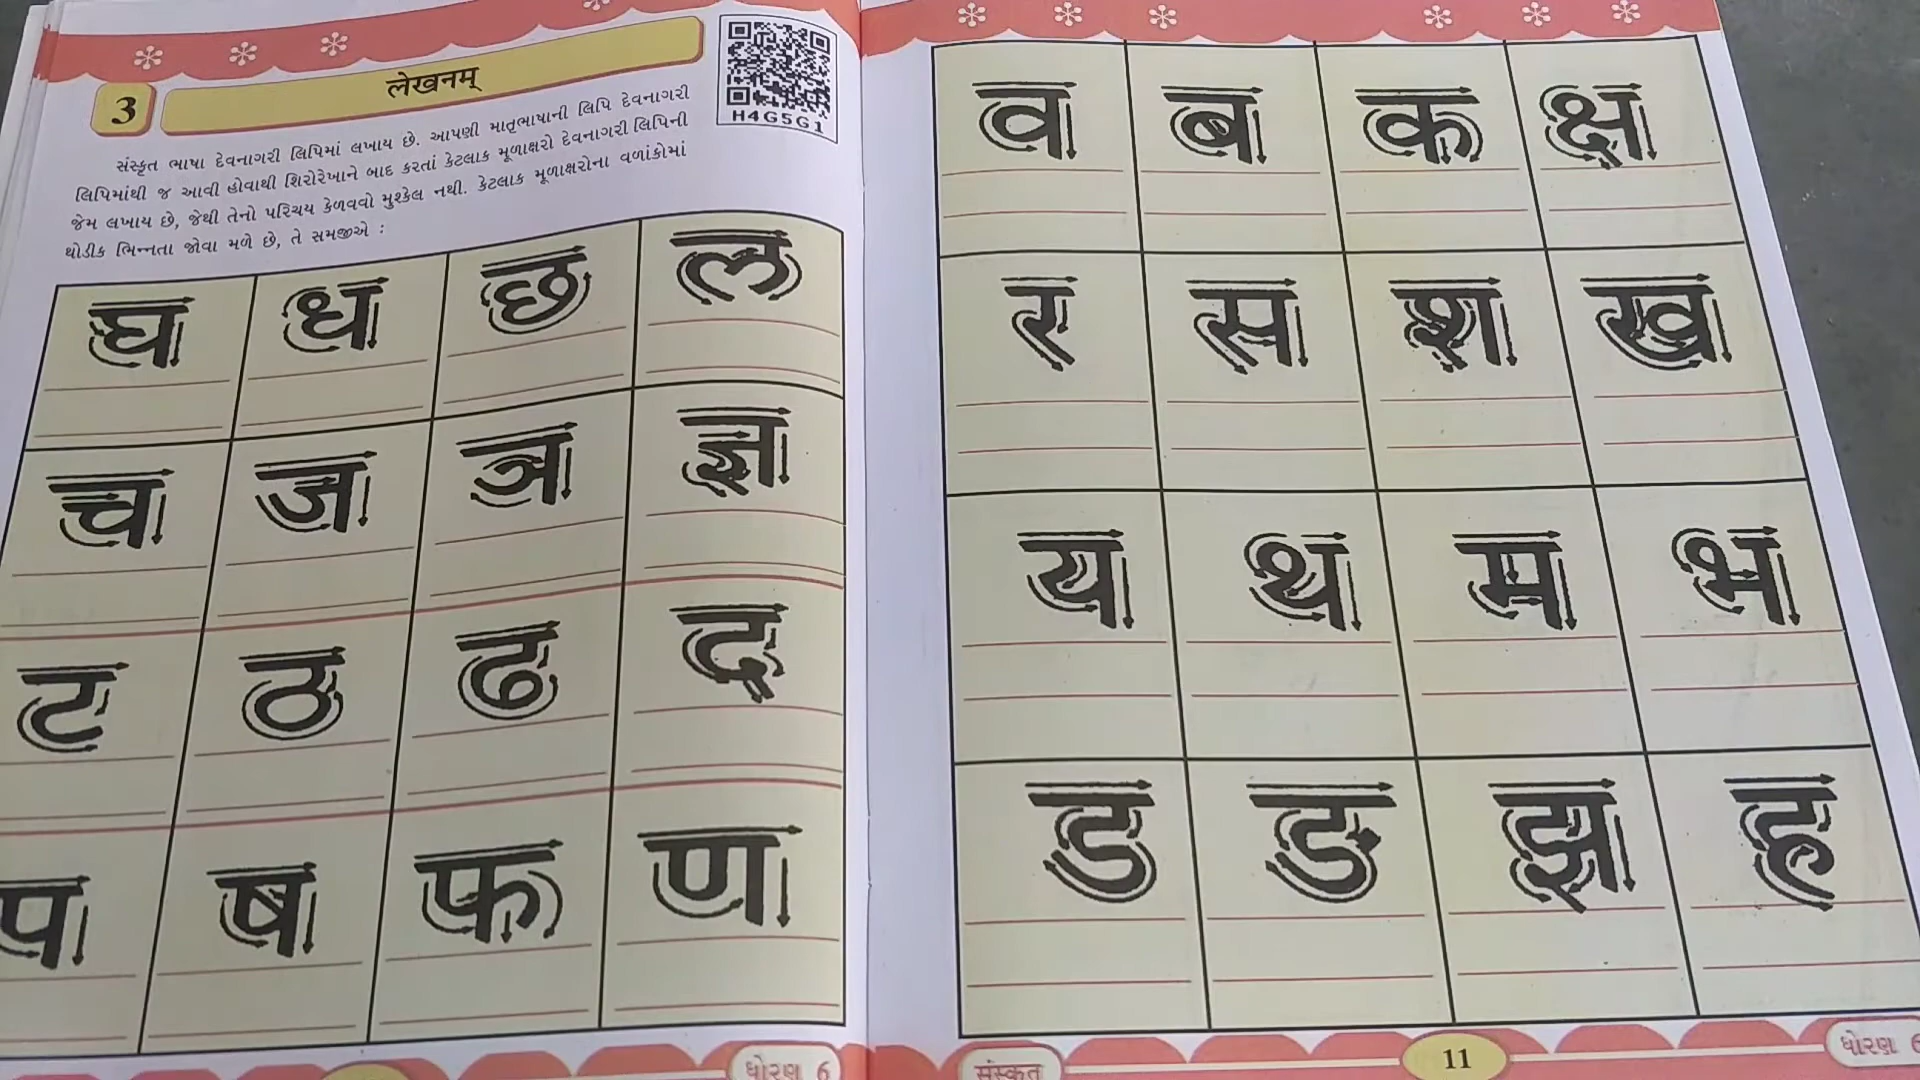 3
लेखनम्
H4G5G1
સંસ્કૃત ભાષા દેવનાગરી લિપિમાં લખાય છે. આપણી માતૃભાષાની લિપિ દેવનાગરી
લિપિમાંથી જ આવી હોવાથી શિરોરેખાને બાદ કરતાં કેટલાક મૂળાક્ષરો દેવનાગરી લિપિની
જેમ લખાય છે, જેથી તેનો પરિચય કેળવવો મુશ્કેલ નથી. કેટલાક મૂળાક્ષરોના વળાંકોમાં
થોડીક ભિન્નતા જોવા મળે છે, તે સમજીએ :
घ ध छ ल
च ज ञ ज्ञ
ट ठ ढ द
प ष फ ण
ધોરણ 6
व ब क क्ष
र स श ख
य थ म भ
ड ङ झ ह
संस्कृत
11
ધોરણ 6